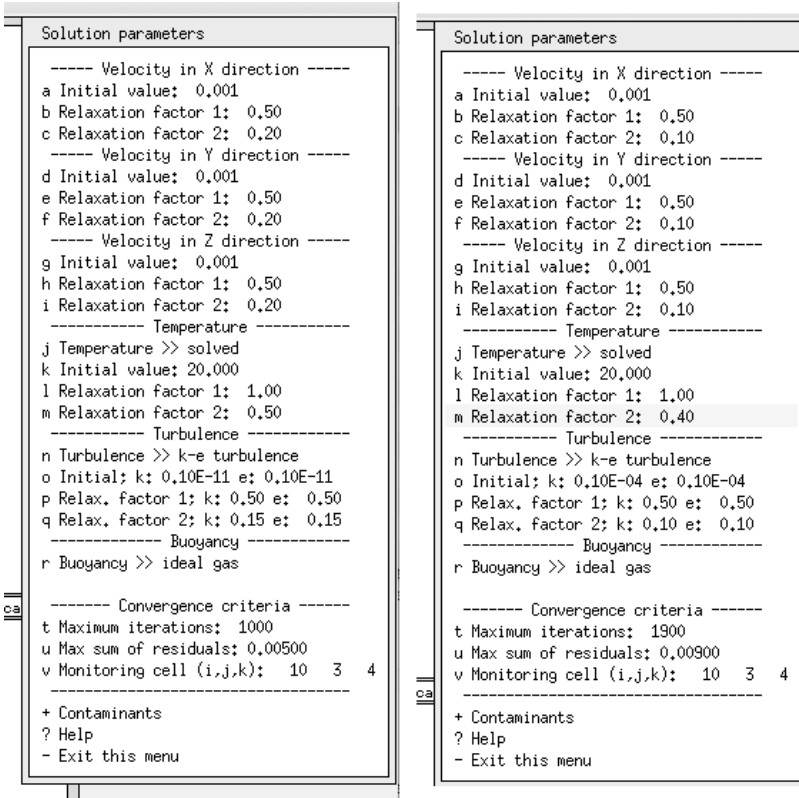 Solution parameters
----- Velocity in X direction -----
a Initial value:  0.001
b Relaxation factor 1:  0.50
c Relaxation factor 2:  0.20
----- Velocity in Y direction -----
d Initial value:  0.001
e Relaxation factor 1:  0.50
f Relaxation factor 2:  0.20
----- Velocity in Z direction -----
g Initial value:  0.001
h Relaxation factor 1:  0.50
i Relaxation factor 2:  0.20
----------- Temperature -----------
j Temperature >> solved
k Initial value: 20.000
l Relaxation factor 1:  1.00
m Relaxation factor 2:  0.50
----------- Turbulence ------------
n Turbulence >> k-e turbulence
o Initial; k: 0.10E-11 e: 0.10E-11
p Relax. factor 1; k: 0.50 e:  0.50
q Relax. factor 2; k: 0.15 e:  0.15
------------- Buoyancy ------------
r Buoyancy >> ideal gas
------- Convergence criteria ------
t Maximum iterations:  1000
u Max sum of residuals: 0.00500
v Monitoring cell (i,j,k):   10   3   4
-----------------------------------
+ Contaminants
? Help
- Exit this menu
ca
Solution parameters
----- Velocity in X direction -----
a Initial value:  0.001
b Relaxation factor 1:  0.50
c Relaxation factor 2:  0.10
----- Velocity in Y direction -----
d Initial value:  0.001
e Relaxation factor 1:  0.50
f Relaxation factor 2:  0.10
----- Velocity in Z direction -----
g Initial value:  0.001
h Relaxation factor 1:  0.50
i Relaxation factor 2:  0.10
----------- Temperature -----------
j Temperature >> solved
k Initial value: 20.000
l Relaxation factor 1:  1.00
m Relaxation factor 2:  0.40
----------- Turbulence ------------
n Turbulence >> k-e turbulence
o Initial; k: 0.10E-04 e: 0.10E-04
p Relax. factor 1; k: 0.50 e:  0.50
q Relax. factor 2; k: 0.10 e:  0.10
------------- Buoyancy ------------
r Buoyancy >> ideal gas
------- Convergence criteria ------
t Maximum iterations:  1900
u Max sum of residuals: 0.00900
v Monitoring cell (i,j,k):   10   3   4
-----------------------------------
+ Contaminants
? Help
- Exit this menu
ca